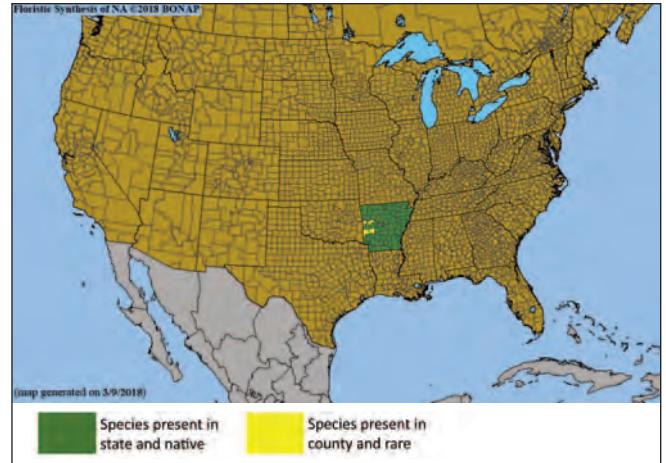 Floristic Synthesis of NA ©2018 BONAP
(map generated on 3/9/2018)
Species present in
state and native
Species present in
county and rare